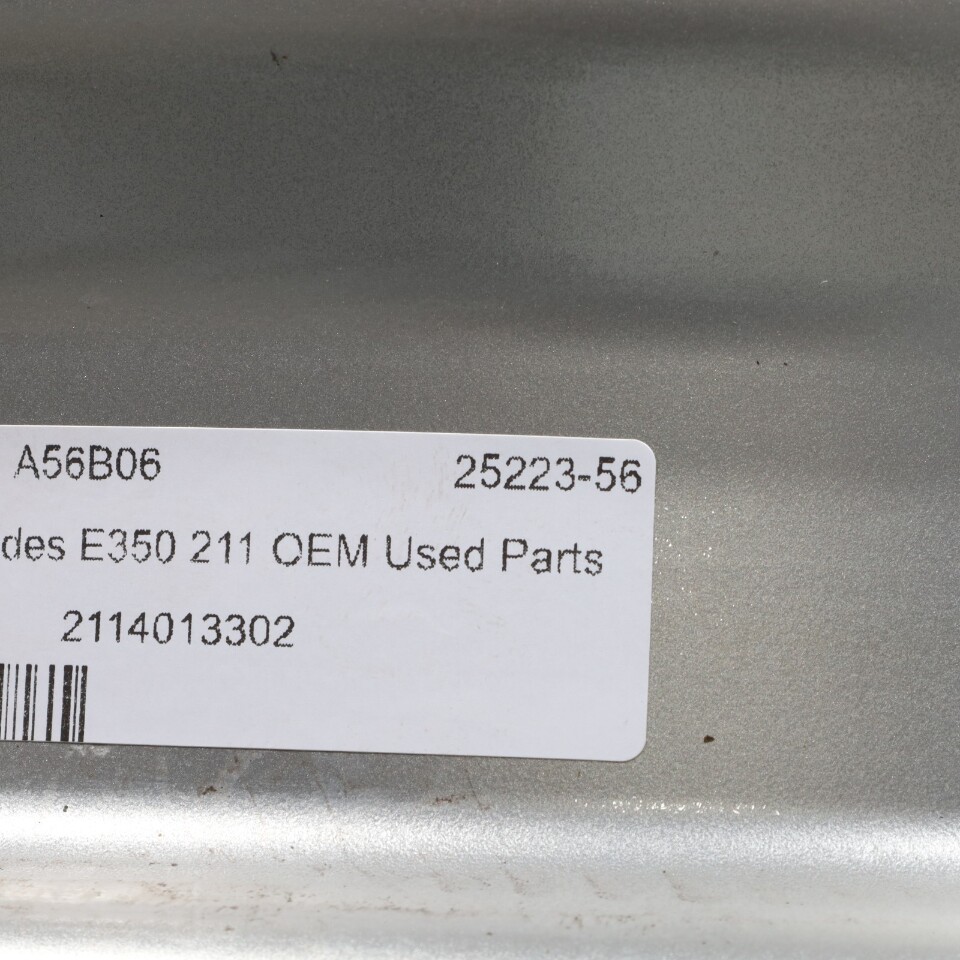 A56B06 25223-56
des E350 211 OEM Used Parts
2114013302